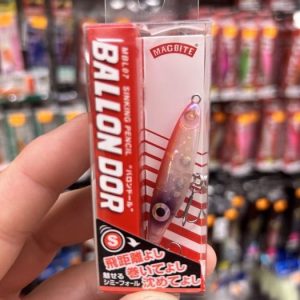 MAGBITE
MBL07 SINKING PENCIL
BALLON DOR
"バロンドール"
S
飛距離よし
巻いてよし
沈めてよし
魅せる
シミーフォール